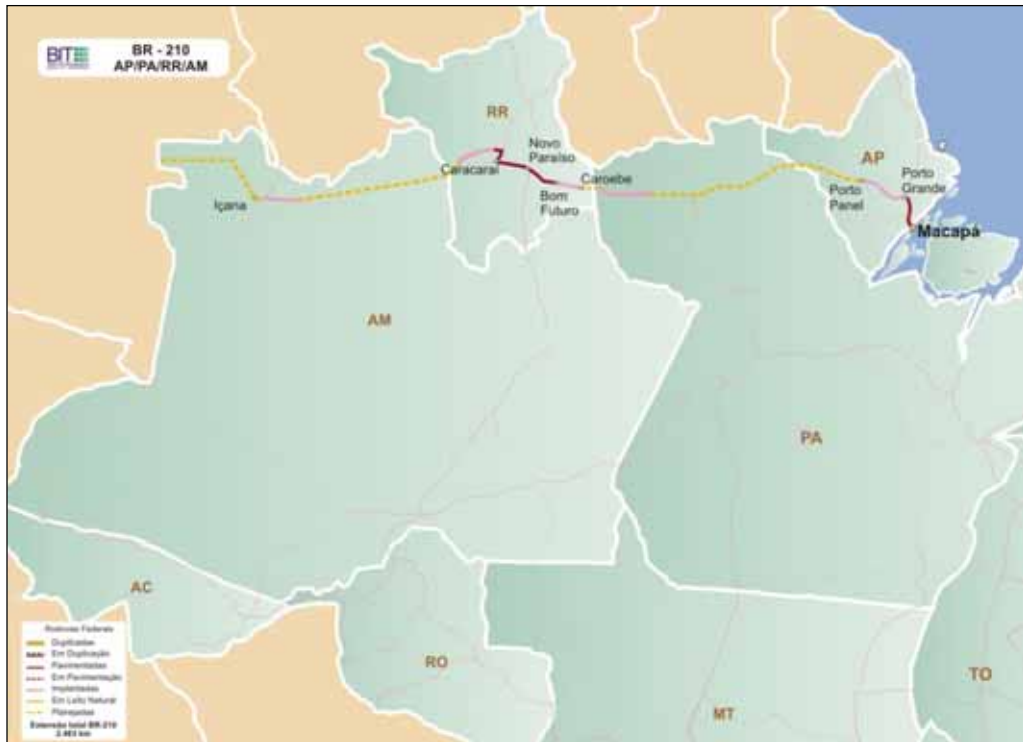 BIT
BR - 210
AP/PA/RR/AM
RR
Novo
Paraíso
AP
Caracaraí
Caroebe
Porto
Grande
Içana
Bom
Futuro
Porto
Panel
Macapá
AM
PA
AC
RO
TO
MT
Rodovias Federais
Duplicadas
Em Duplicação
Pavimentadas
Em Pavimentação
Implantadas
Em Leito Natural
Planejadas
Extensão total BR-210